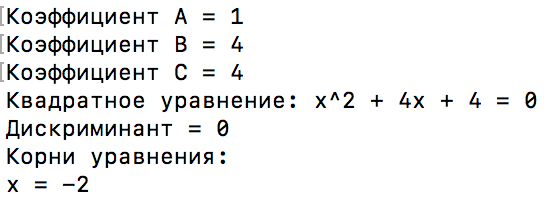 Коэффициент A = 1
Коэффициент B = 4
Коэффициент C = 4
Квадратное уравнение: x^2 + 4x + 4 = 0
Дискриминант = 0
Корни уравнения:
x = -2